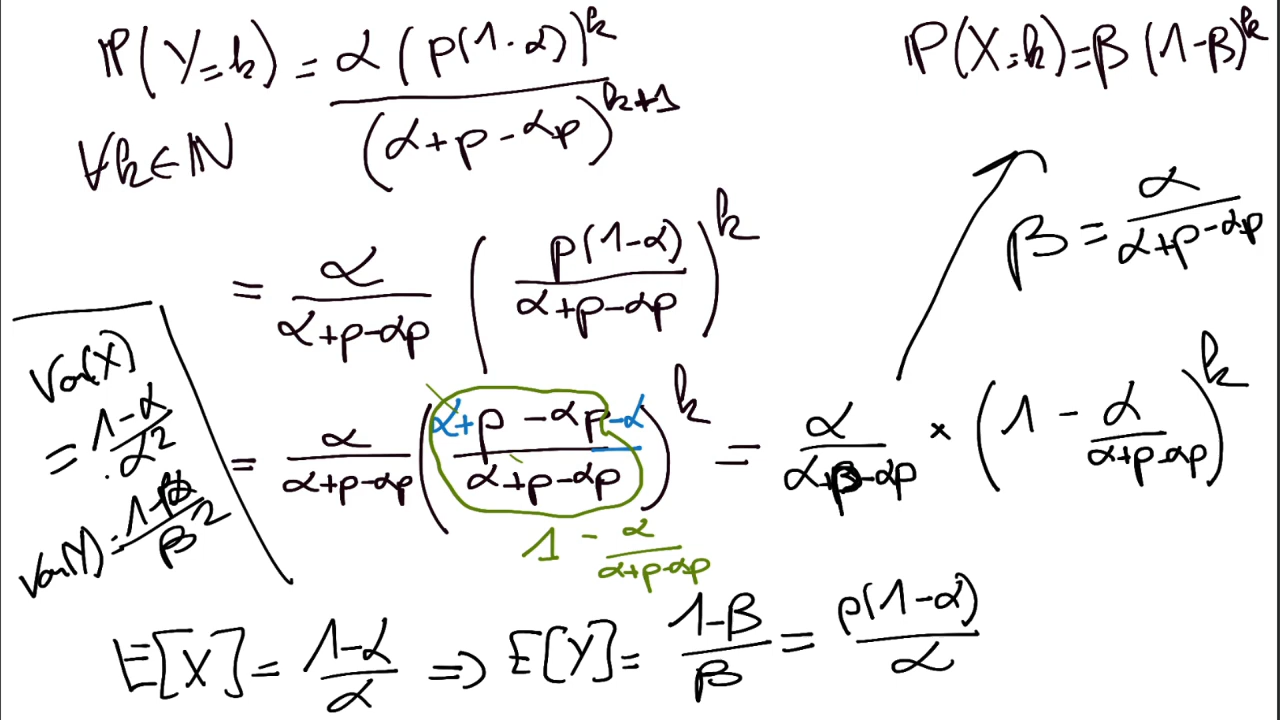 ℙ(Y=k) = α (p(1-α))^k / (α+p-αp)^{k+1}
∀k∈ℕ
ℙ(X=k)=β (1-β)^k
β = α / (α+p-αp)
= α / (α+p-αp) ( p(1-α) / (α+p-αp) )^k
Var(X)
= 1-α / α²
Var(Y)= 1-β / β²
= α / (α+p-αp) ( α+p-αp-α / (α+p-αp) )^k = α / (α+p-αp) × ( 1 - α / (α+p-αp) )^k
1 - α / (α+p-αp)
E[X] = 1-α / α ⇒ E[Y] = 1-β / β = p(1-α) / α